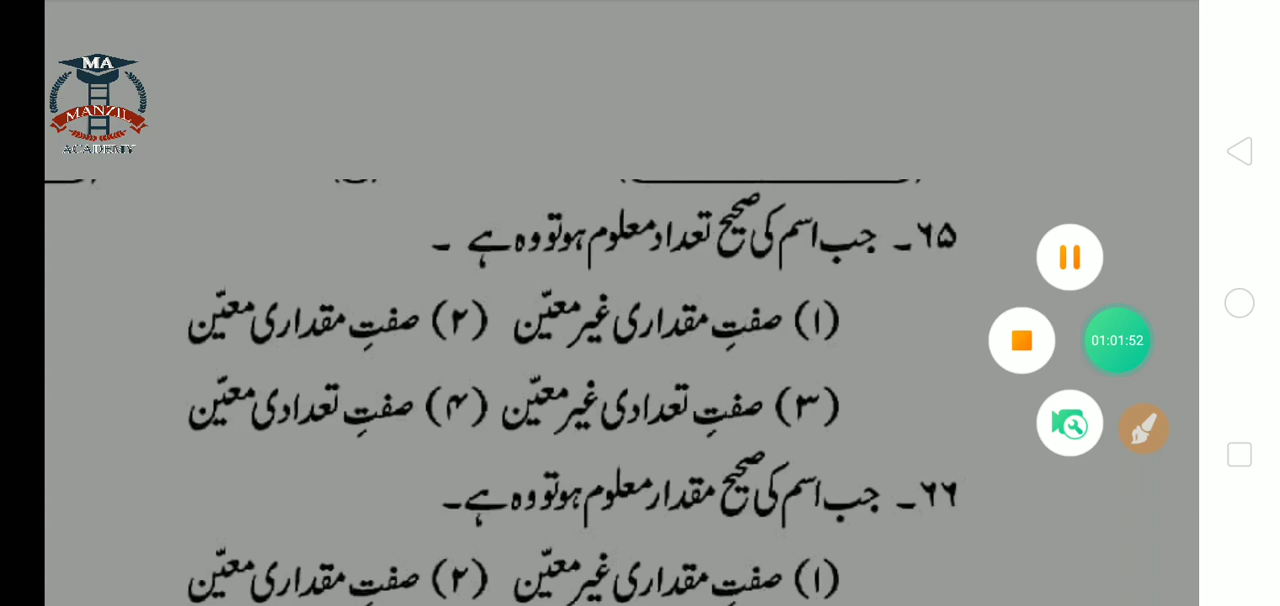 MA
MANZIL
ACADEMY
۶۵۔ جب اسم کی صحیح تعداد معلوم ہو تو وہ ہے ۔
(۱) صفتِ مقداری غیر معیّن (۲) صفتِ مقداری معیّن
(۳) صفتِ تعدادی غیر معیّن (۴) صفتِ تعدادی معیّن
۶۶۔ جب اسم کی صحیح مقدار معلوم ہو تو وہ ہے۔
(۱) صفتِ مقداری غیر معیّن (۲) صفتِ مقداری معیّن
01:01:52